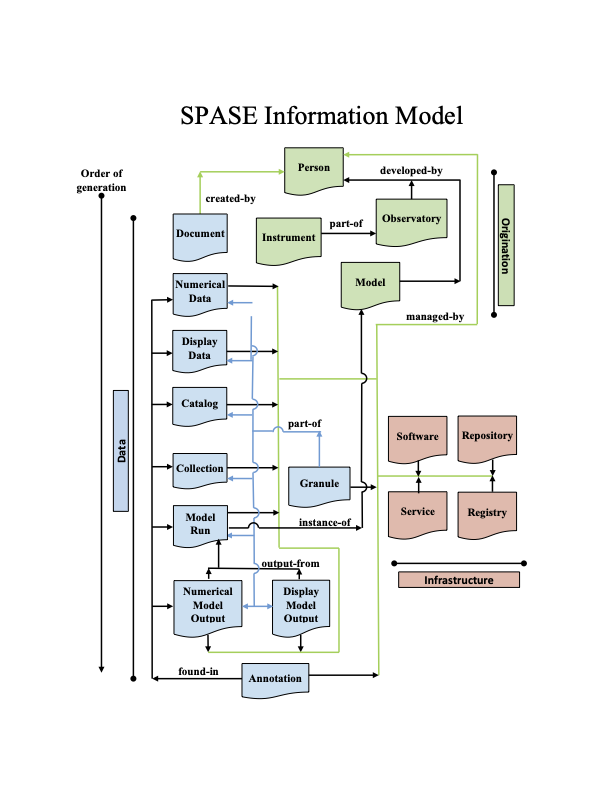 SPASE Information Model
Order of
generation
Person
developed-by
created-by
Document
Instrument
part-of
Observatory
Origination
Numerical
Data
Model
managed-by
Display
Data
Data
Catalog
part-of
Software
Repository
Collection
Granule
Model
Run
instance-of
Service
Registry
output-from
Infrastructure
Numerical
Model
Output
Display
Model
Output
found-in
Annotation